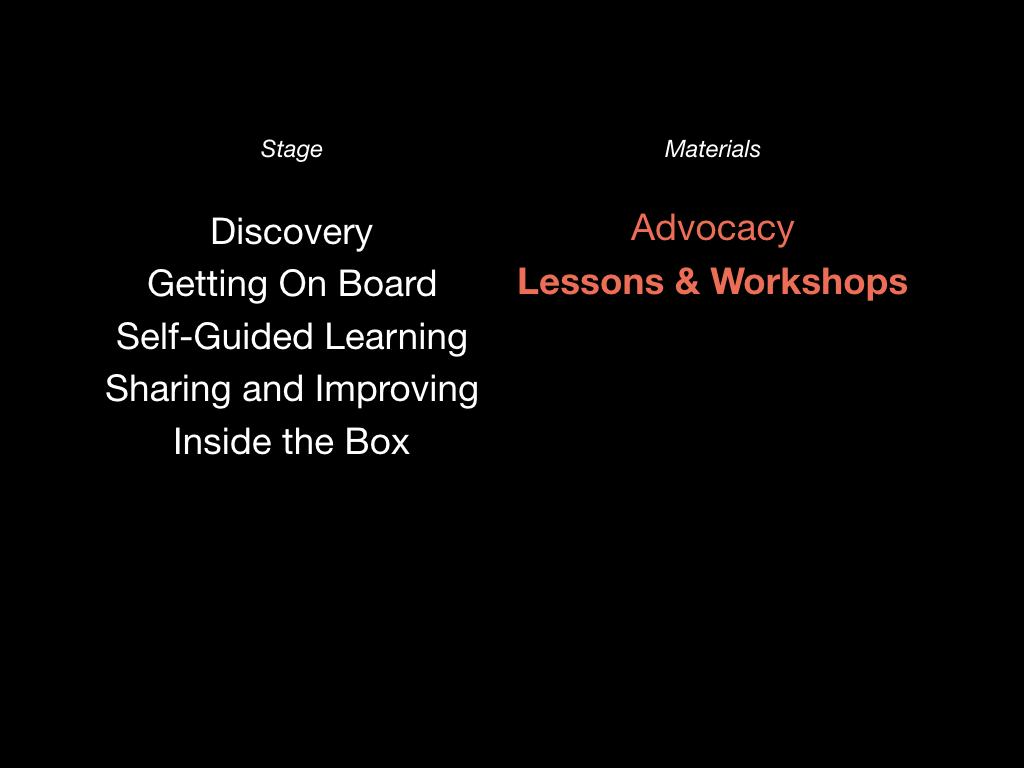 Stage
Materials
Discovery
Advocacy
Getting On Board
Lessons & Workshops
Self-Guided Learning
Sharing and Improving
Inside the Box